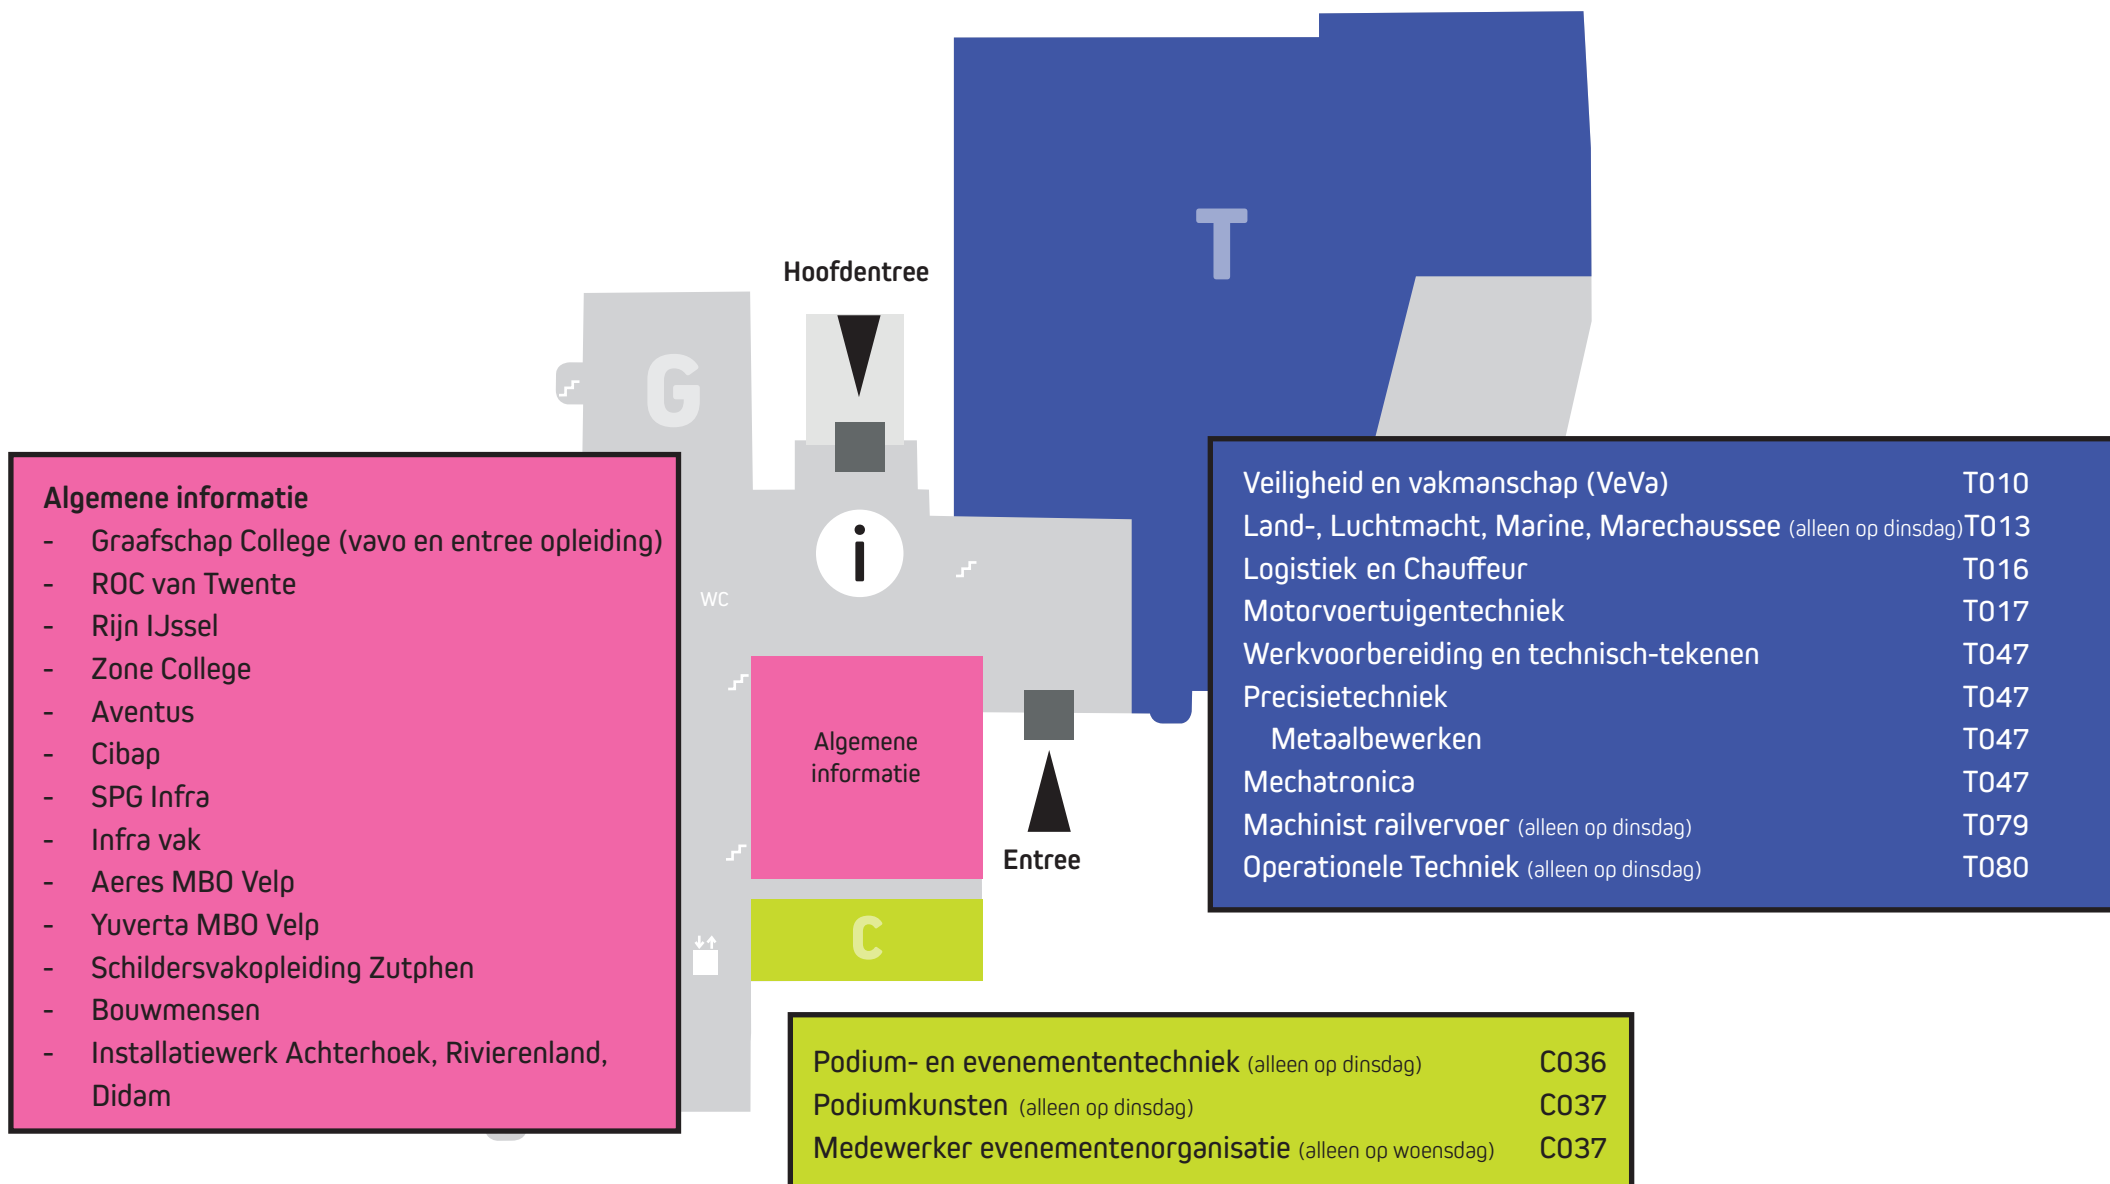 T
Hoofdentree
G
i
WC
Algemene informatie
- Graafschap College (vavo en entree opleiding)
- ROC van Twente
- Rijn IJssel
- Zone College
- Aventus
- Cibap
- SPG Infra
- Infra vak
- Aeres MBO Velp
- Yuverta MBO Velp
- Schildersvakopleiding Zutphen
- Bouwmensen
- Installatiewerk Achterhoek, Rivierenland,
Didam
Algemene
informatie
Entree
C
Veiligheid en vakmanschap (VeVa) T010
Land-, Luchtmacht, Marine, Marechaussee (alleen op dinsdag) T013
Logistiek en Chauffeur T016
Motorvoertuigentechniek T017
Werkvoorbereiding en technisch-tekenen T047
Precisietechniek T047
Metaalbewerken T047
Mechatronica T047
Machinist railvervoer (alleen op dinsdag) T079
Operationele Techniek (alleen op dinsdag) T080
Podium- en evenemententechniek (alleen op dinsdag) C036
Podiumkunsten (alleen op dinsdag) C037
Medewerker evenementenorganisatie (alleen op woensdag) C037